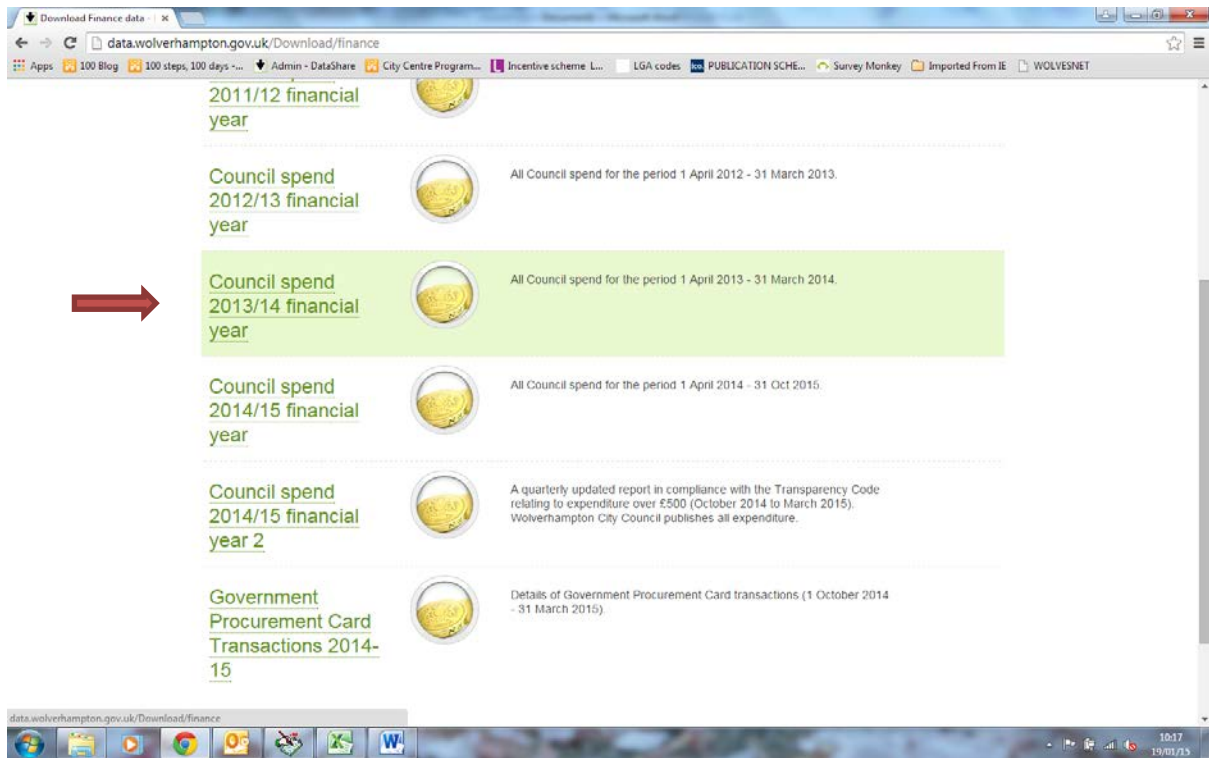 Download Finance data -
data.wolverhampton.gov.uk/Download/finance
Apps 100 Blog 100 steps, 100 days -... Admin - DataShare City Centre Program... Incentive scheme L... LGA codes PUBLICATION SCHE... Survey Monkey Imported From IE WOLVESNET
2011/12 financial
year
Council spend
2012/13 financial
year
All Council spend for the period 1 April 2012 - 31 March 2013.
Council spend
2013/14 financial
year
All Council spend for the period 1 April 2013 - 31 March 2014.
Council spend
2014/15 financial
year
All Council spend for the period 1 April 2014 - 31 Oct 2015.
Council spend
2014/15 financial
year 2
A quarterly updated report in compliance with the Transparency Code
relating to expenditure over £500 (October 2014 to March 2015).
Wolverhampton City Council publishes all expenditure.
Government
Procurement Card
Transactions 2014-
15
Details of Government Procurement Card transactions (1 October 2014
- 31 March 2015).
data.wolverhampton.gov.uk/Download/finance
10:17
19/01/15